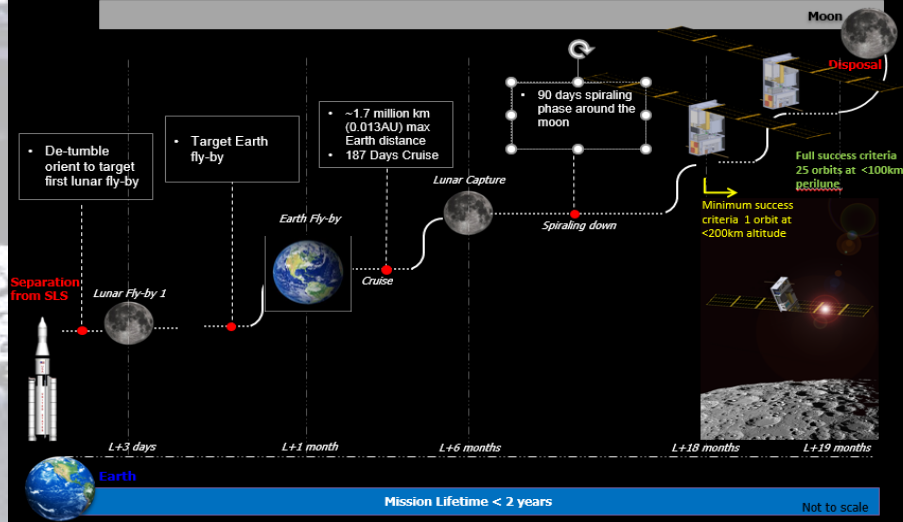 Moon
Disposal
• 90 days spiraling
phase around the
moon
• ~1.7 million km
(0.013AU) max
Earth distance
• 187 Days Cruise
• Target Earth
fly-by
• De-tumble
orient to target
first lunar fly-by
Full success criteria
25 orbits at <100km
perilune
Lunar Capture
Minimum success
criteria 1 orbit at
<200km altitude
Earth Fly-by
Spiraling down
Cruise
Separation
from SLS
Lunar Fly-by 1
L+3 days
L+1 month
L+6 months
L+18 months
L+19 months
Earth
Mission Lifetime < 2 years
Not to scale